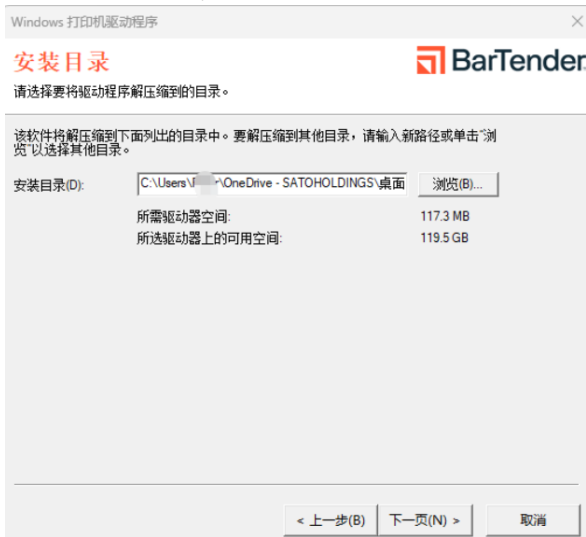 Windows 打印机驱动程序
安装目录
BarTender
请选择要将驱动程序解压缩到的目录。
该软件将解压缩到下面列出的目录中。要解压缩到其他目录，请输入新路径或单击“浏
览”以选择其他目录。
安装目录(D): C:\Users\ \OneDrive - SATOHOLDINGS\桌面 浏览(B)...
所需驱动器空间: 117.3 MB
所选驱动器上的可用空间: 119.5 GB
< 上一步(B) 下一页(N) > 取消